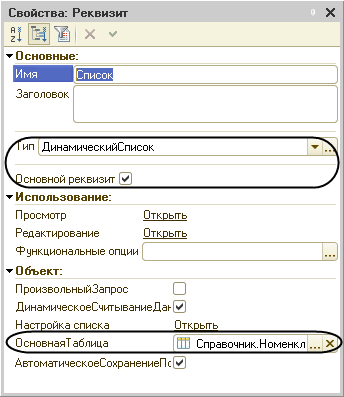 Свойства: Реквизит
Основные:
Имя Список
Заголовок
Тип ДинамическийСписок
Основной реквизит
Использование:
Просмотр Открыть
Редактирование Открыть
Функциональные опции
Объект:
ПроизвольныйЗапрос
ДинамическоеСчитываниеДан
Настройка списка Открыть
ОсновнаяТаблица Справочник.Номенкл
АвтоматическоеСохранениеПо